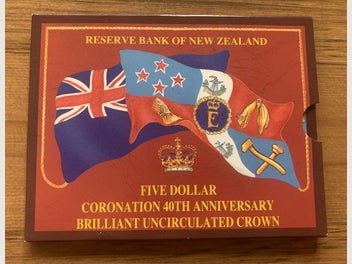 RESERVE BANK OF NEW ZEALAND
E
FIVE DOLLAR
CORONATION 40TH ANNIVERSARY
BRILLIANT UNCIRCULATED CROWN